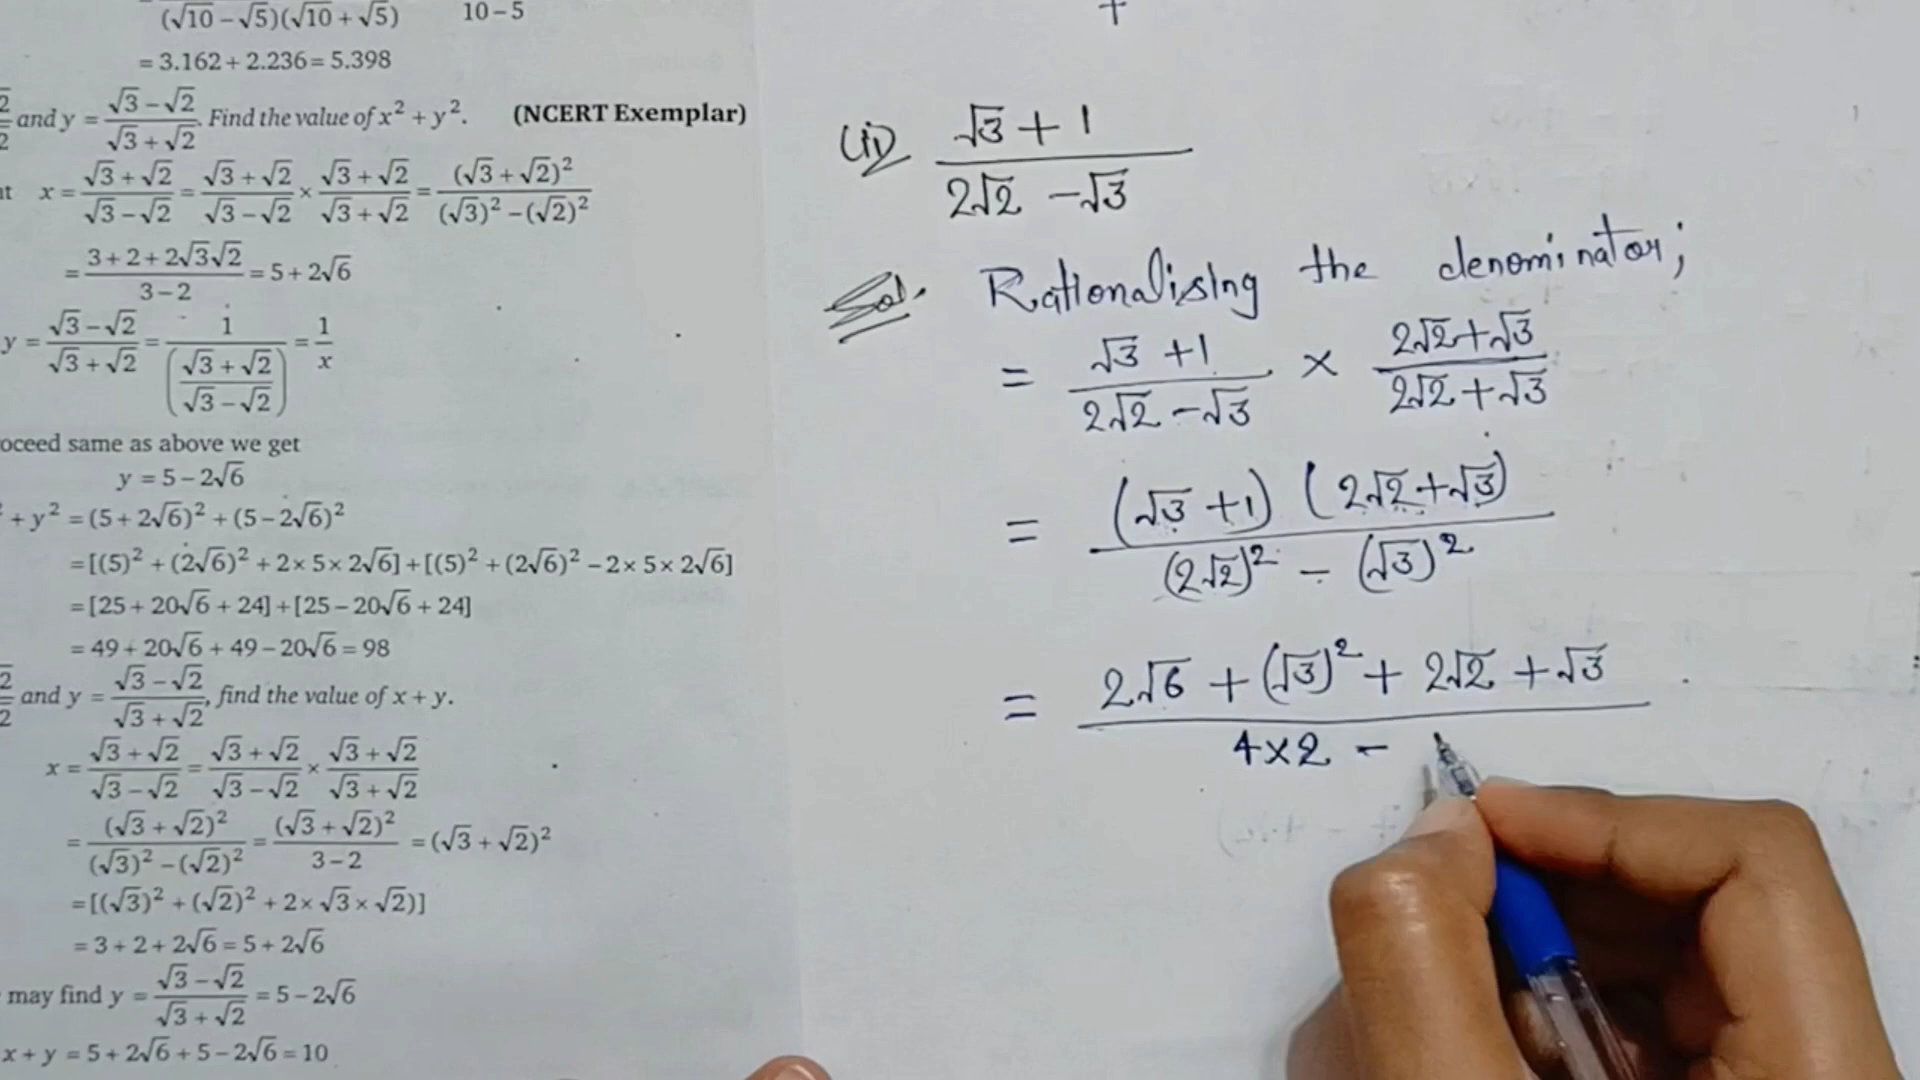 (√10 − √5)(√10 + √5)   10 − 5
= 3.162 + 2.236 = 5.398
and y = (√3 − √2)/(√3 + √2). Find the value of x² + y². (NCERT Exemplar)
x = (√3 + √2)/(√3 − √2) = (√3 + √2)/(√3 − √2) × (√3 + √2)/(√3 + √2) = (√3 + √2)²/((√3)² − (√2)²)
= (3 + 2 + 2√3√2)/(3 − 2) = 5 + 2√6
y = (√3 − √2)/(√3 + √2) = 1/((√3 + √2)/(√3 − √2)) = 1/x
oceed same as above we get
y = 5 − 2√6
+ y² = (5 + 2√6)² + (5 − 2√6)²
= [(5)² + (2√6)² + 2 × 5 × 2√6] + [(5)² + (2√6)² − 2 × 5 × 2√6]
= [25 + 20√6 + 24] + [25 − 20√6 + 24]
= 49 + 20√6 + 49 − 20√6 = 98
and y = (√3 − √2)/(√3 + √2), find the value of x + y.
x = (√3 + √2)/(√3 − √2) = (√3 + √2)/(√3 − √2) × (√3 + √2)/(√3 + √2)
= (√3 + √2)²/((√3)² − (√2)²) = (√3 + √2)²/(3 − 2) = (√3 + √2)²
= [(√3)² + (√2)² + 2 × √3 × √2)]
= 3 + 2 + 2√6 = 5 + 2√6
may find y = (√3 − √2)/(√3 + √2) = 5 − 2√6
x + y = 5 + 2√6 + 5 − 2√6 = 10
(ii) (√3 + 1)/(2√2 − √3)
Sol. Rationalising the denominator;
= (√3 + 1)/(2√2 − √3) × (2√2 + √3)/(2√2 + √3)
= (√3 + 1) (2√2 + √3)/((2√2)² − (√3)²)
= (2√6 + (√3)² + 2√2 + √3)/(4×2 −